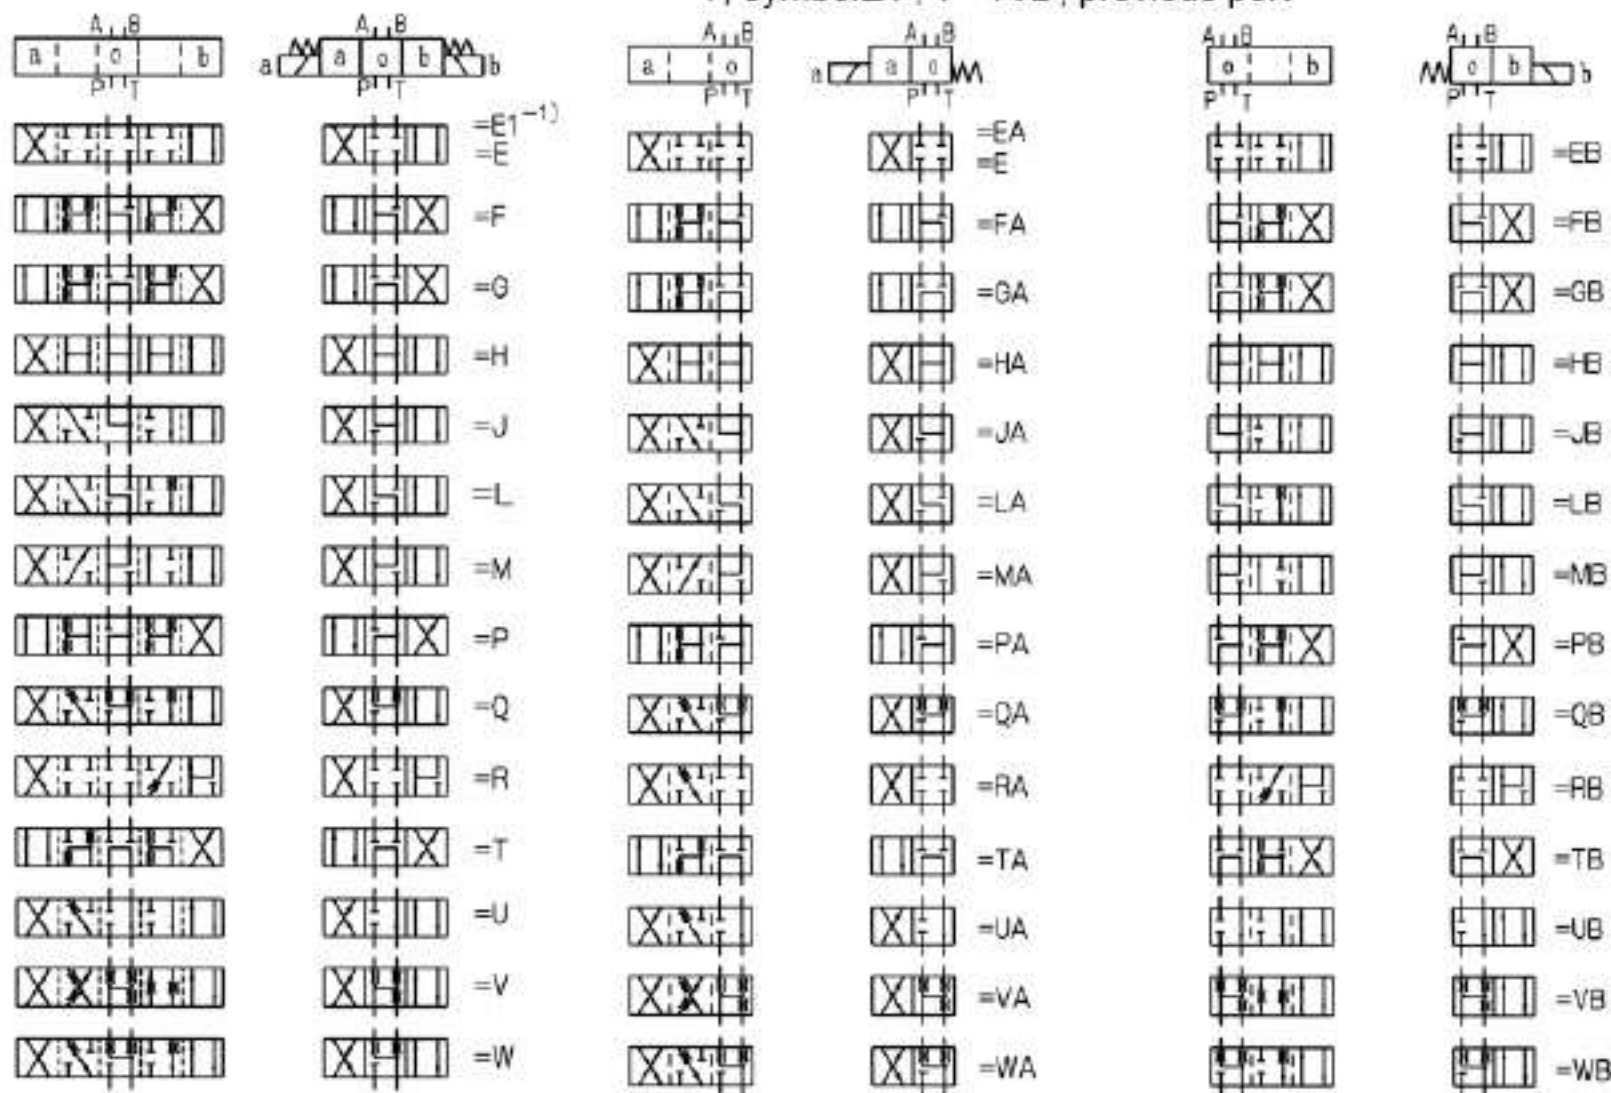 A B A B A B A B A B A B
a o b a a o b b a o a a o o b o b b
P T P T P T P T P T P T
=E1⁻¹⁾
=E
=EA
=E
=EB
=F =FA =FB
=G =GA =GB
=H =HA =HB
=J =JA =JB
=L =LA =LB
=M =MA =MB
=P =PA =PB
=Q =QA =QB
=R =RA =RB
=T =TA =TB
=U =UA =UB
=V =VA =VB
=W =WA =WB